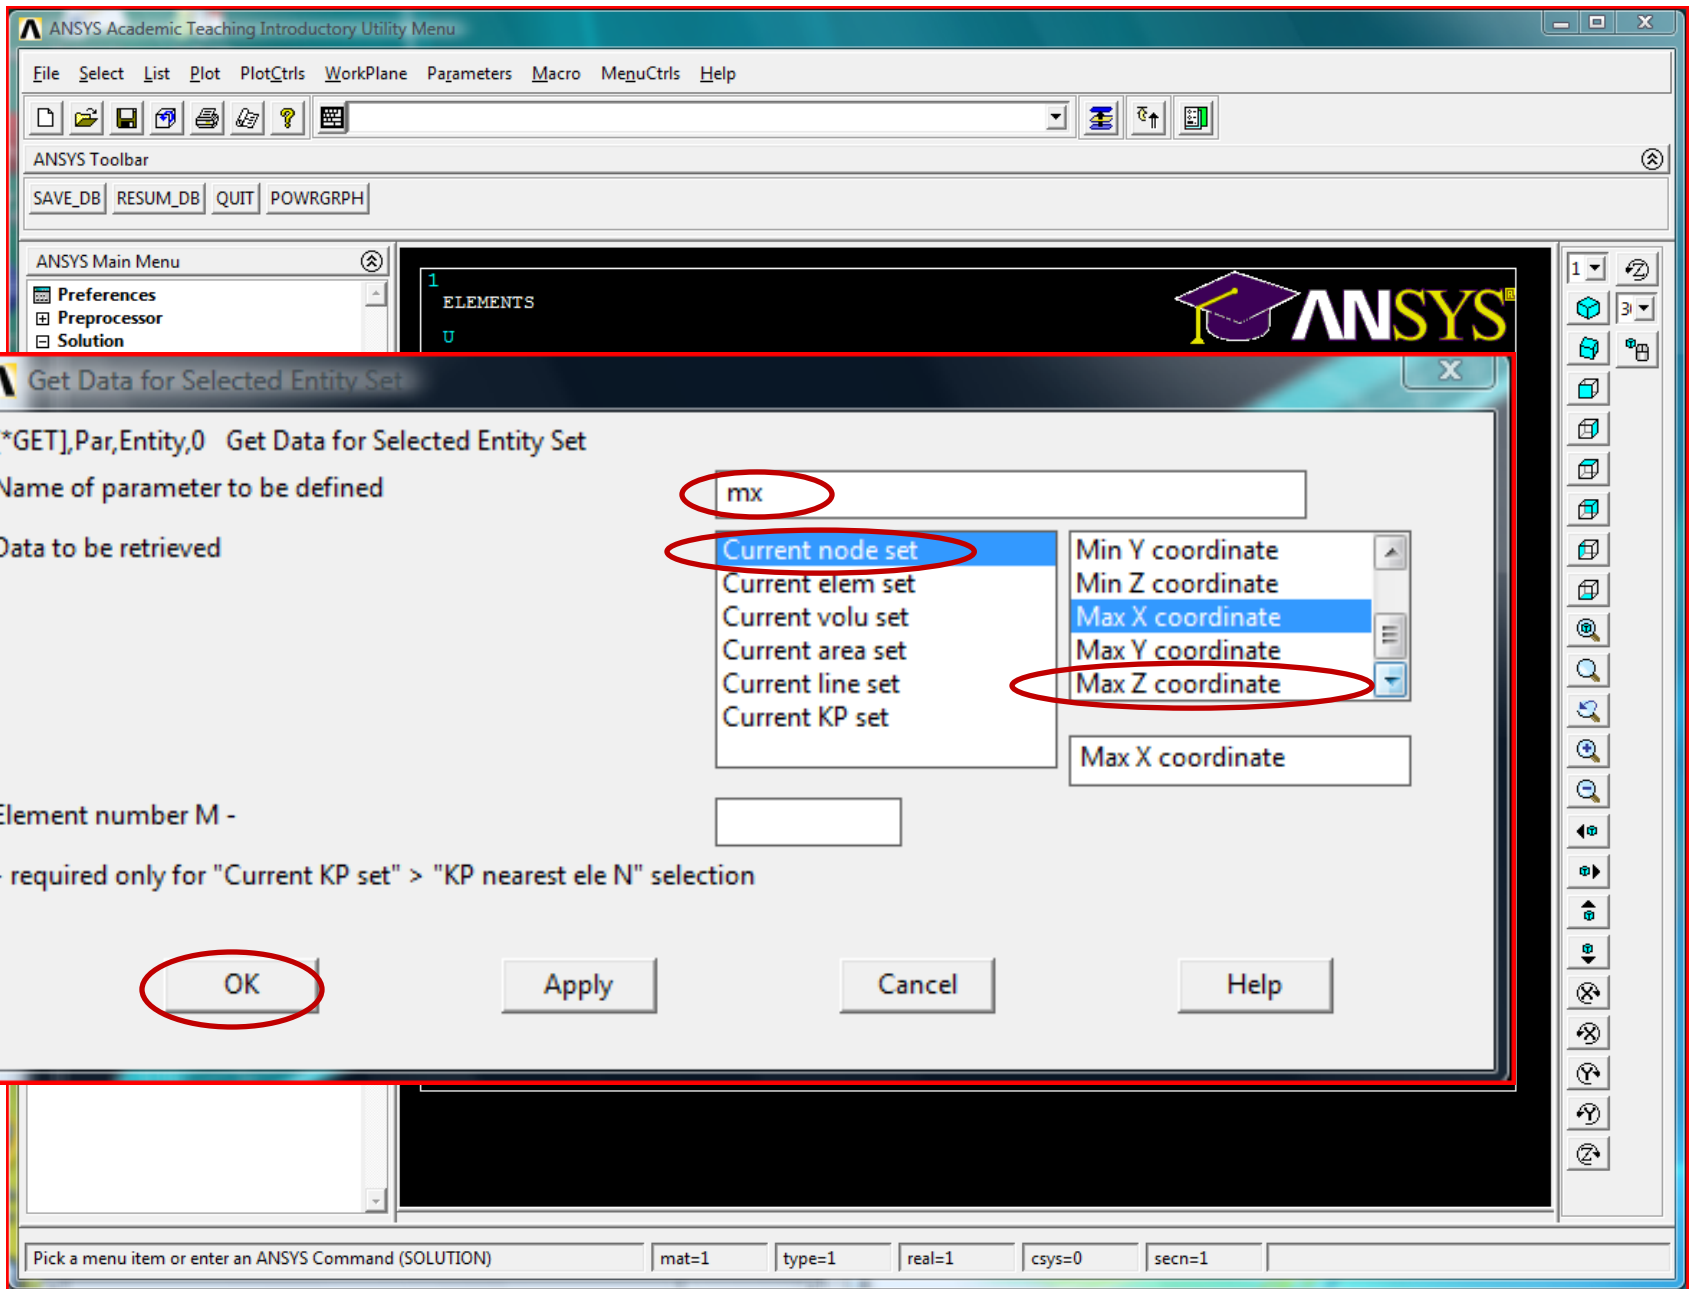 ANSYS Academic Teaching Introductory Utility Menu
File Select List Plot PlotCtrls WorkPlane Parameters Macro MenuCtrls Help
ANSYS Toolbar
SAVE_DB RESUM_DB QUIT POWRGRPH
ANSYS Main Menu
Preferences
Preprocessor
Solution
1
ELEMENTS
U
ANSYS®
1
Get Data for Selected Entity Set
[*GET],Par,Entity,0 Get Data for Selected Entity Set
Name of parameter to be defined
mx
Data to be retrieved
Current node set
Current elem set
Current volu set
Current area set
Current line set
Current KP set
Min Y coordinate
Min Z coordinate
Max X coordinate
Max Y coordinate
Max Z coordinate
Max X coordinate
Element number M -
- required only for "Current KP set" > "KP nearest ele N" selection
OK Apply Cancel Help
Pick a menu item or enter an ANSYS Command (SOLUTION) mat=1 type=1 real=1 csys=0 secn=1